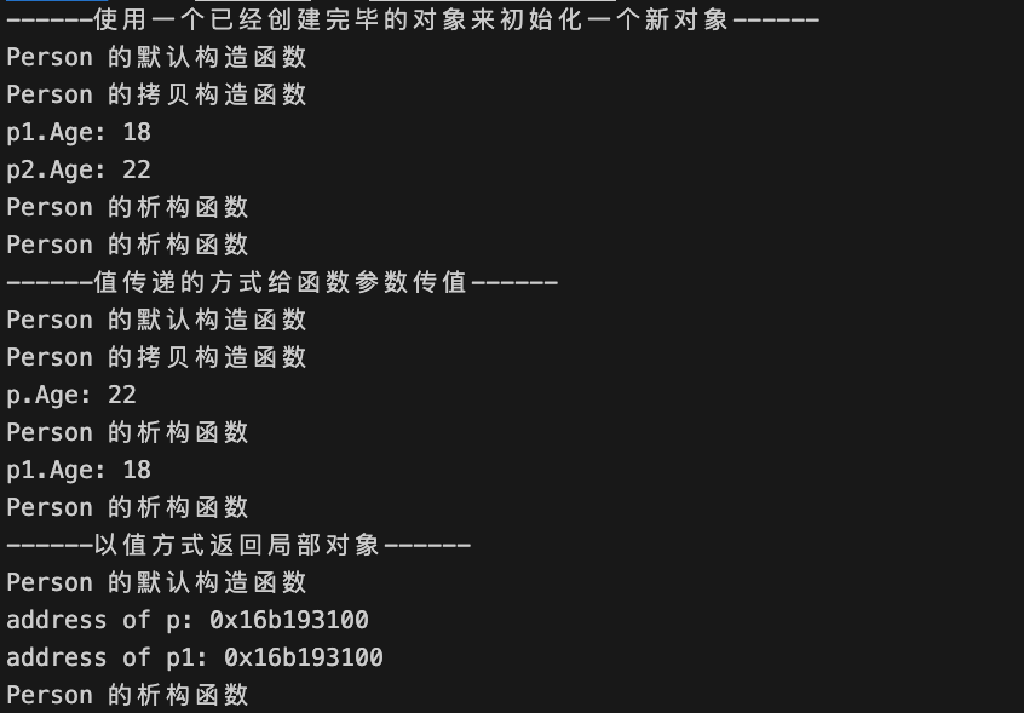 ------使用一个已经创建完毕的对象来初始化一个新对象------
Person 的默认构造函数
Person 的拷贝构造函数
p1.Age: 18
p2.Age: 22
Person 的析构函数
Person 的析构函数
------值传递的方式给函数参数传值------
Person 的默认构造函数
Person 的拷贝构造函数
p.Age: 22
Person 的析构函数
p1.Age: 18
Person 的析构函数
------以值方式返回局部对象------
Person 的默认构造函数
address of p: 0x16b193100
address of p1: 0x16b193100
Person 的析构函数